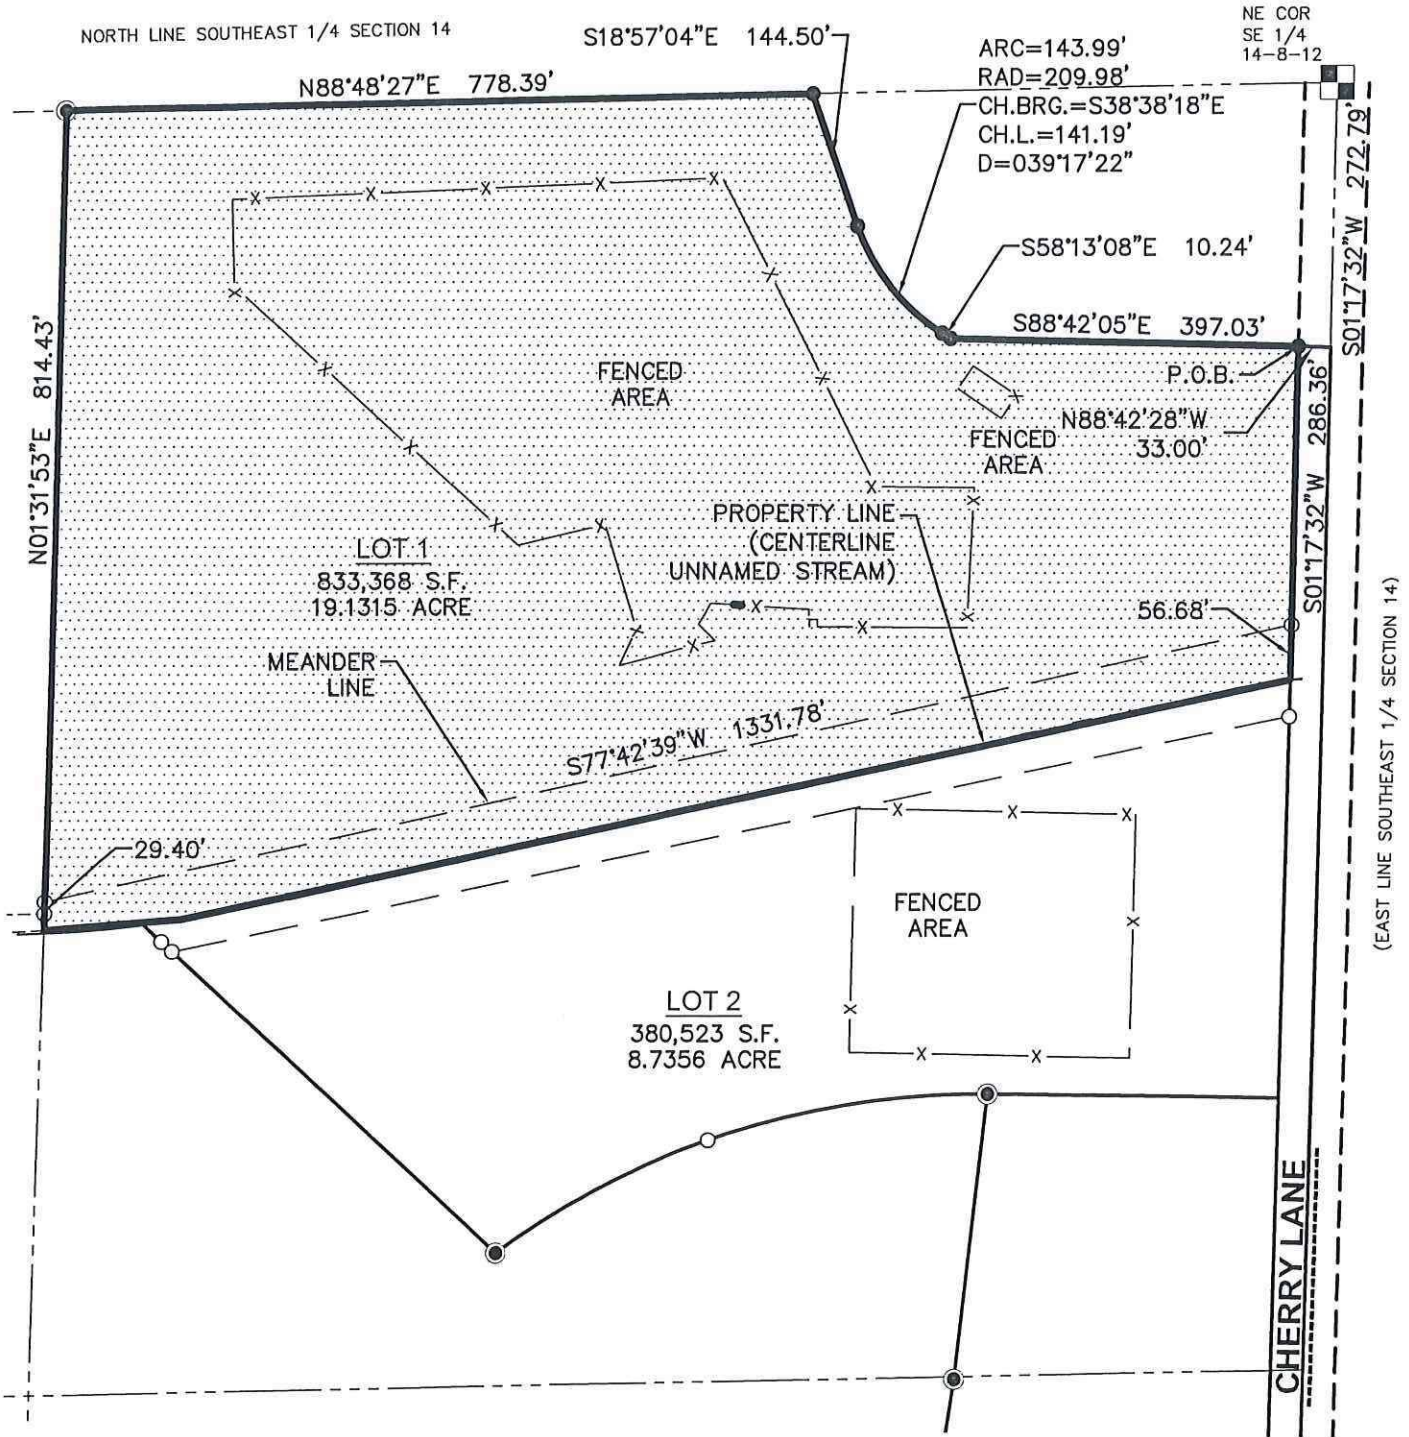 NORTH LINE SOUTHEAST 1/4 SECTION 14
NE COR
SE 1/4
14-8-12
S18°57'04"E 144.50'
N88°48'27"E 778.39'
ARC=143.99'
RAD=209.98'
CH.BRG.=S38°38'18"E
CH.L.=141.19'
D=039°17'22"
S01°17'32"W 272.79'
S58°13'08"E 10.24'
S88°42'05"E 397.03'
P.O.B.
N88°42'28"W
33.00'
S01°17'32"W 286.36'
N01°31'53"E 814.43'
FENCED
AREA
FENCED
AREA
PROPERTY LINE
(CENTERLINE
UNNAMED STREAM)
LOT 1
833,368 S.F.
19.1315 ACRE
56.68'
MEANDER
LINE
S77°42'39"W 1331.78'
29.40'
(EAST LINE SOUTHEAST 1/4 SECTION 14)
FENCED
AREA
LOT 2
380,523 S.F.
8.7356 ACRE
CHERRY LANE